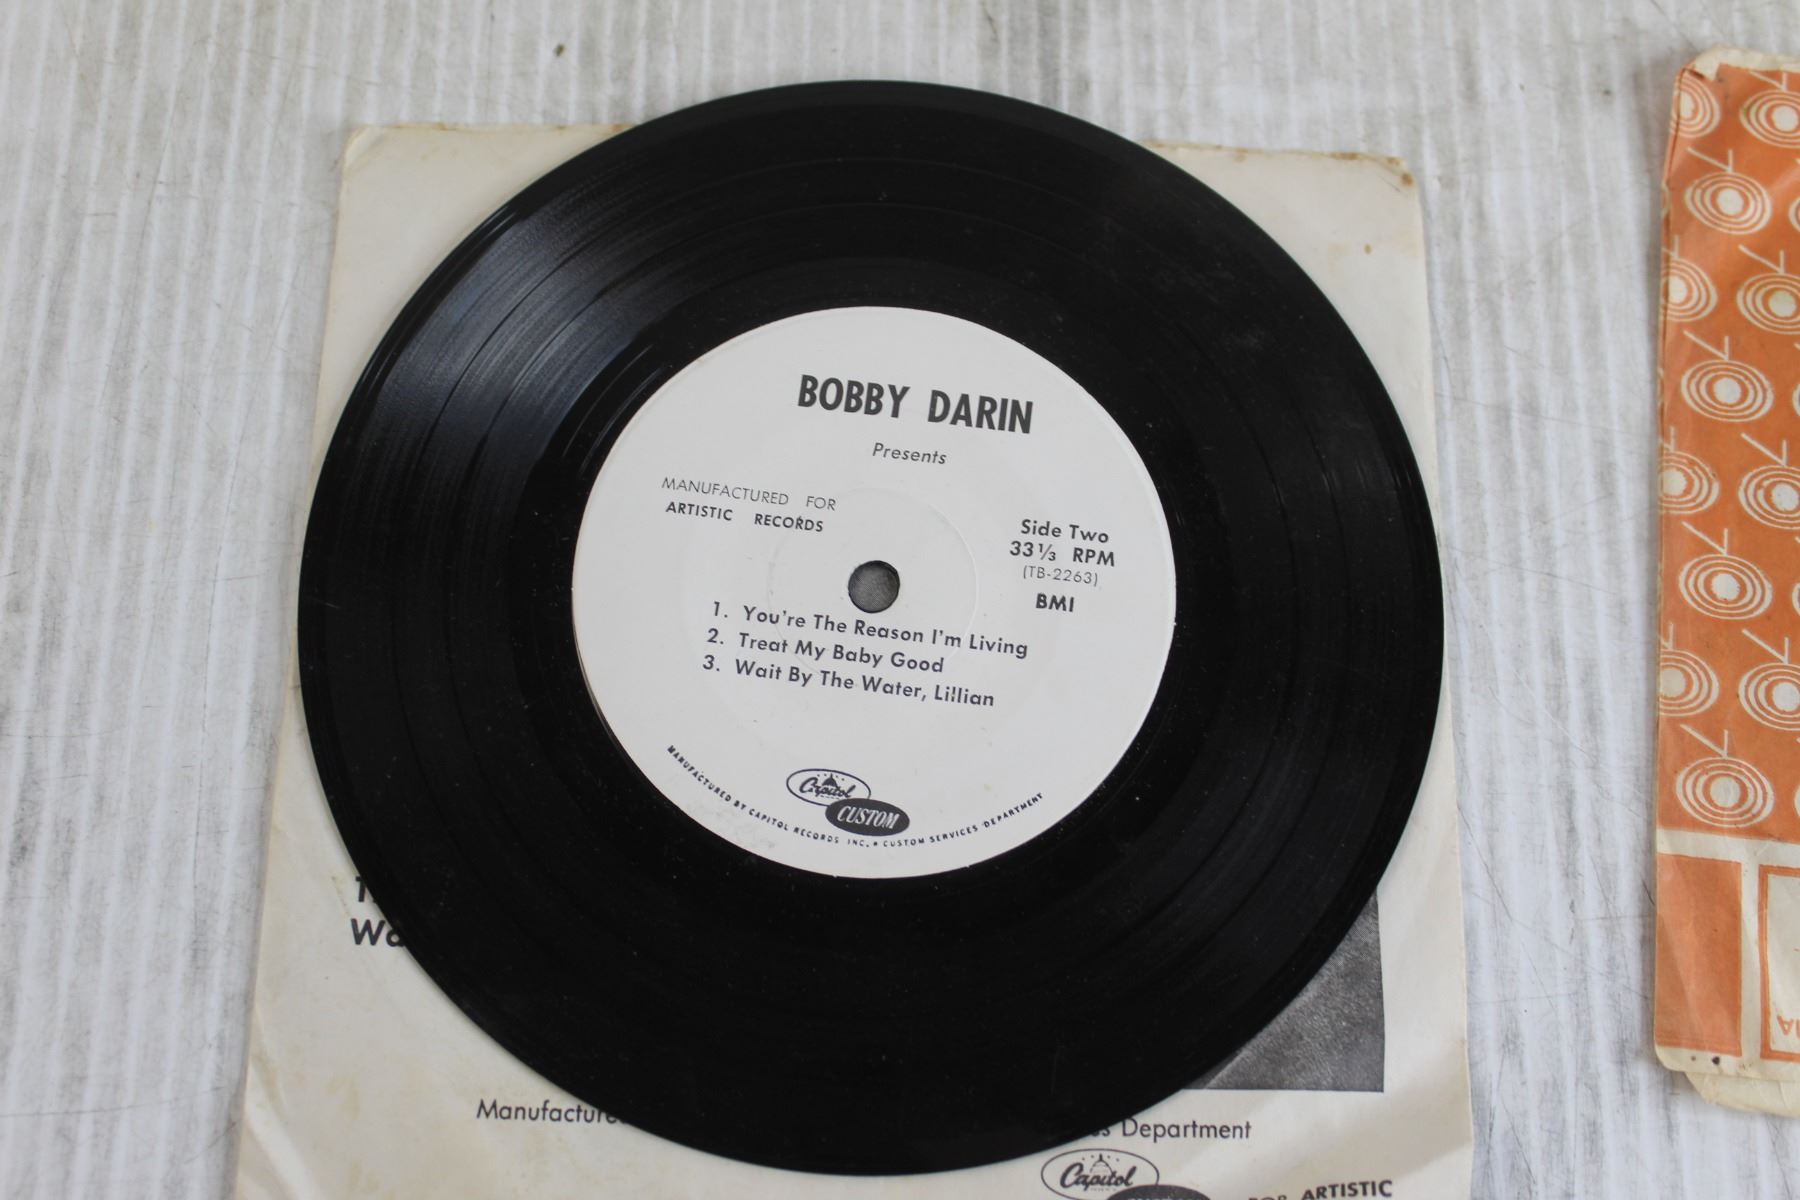 BOBBY DARIN
Presents
MANUFACTURED FOR
ARTISTIC RECORDS
Side Two
33⅓ RPM
(TB-2263)
BMI
1. You're The Reason I'm Living
2. Treat My Baby Good
3. Wait By The Water, Lillian
Capitol
CUSTOM
MANUFACTURED BY CAPITOL RECORDS INC. • CUSTOM SERVICES DEPARTMENT
Department
Capitol
FOR ARTISTIC